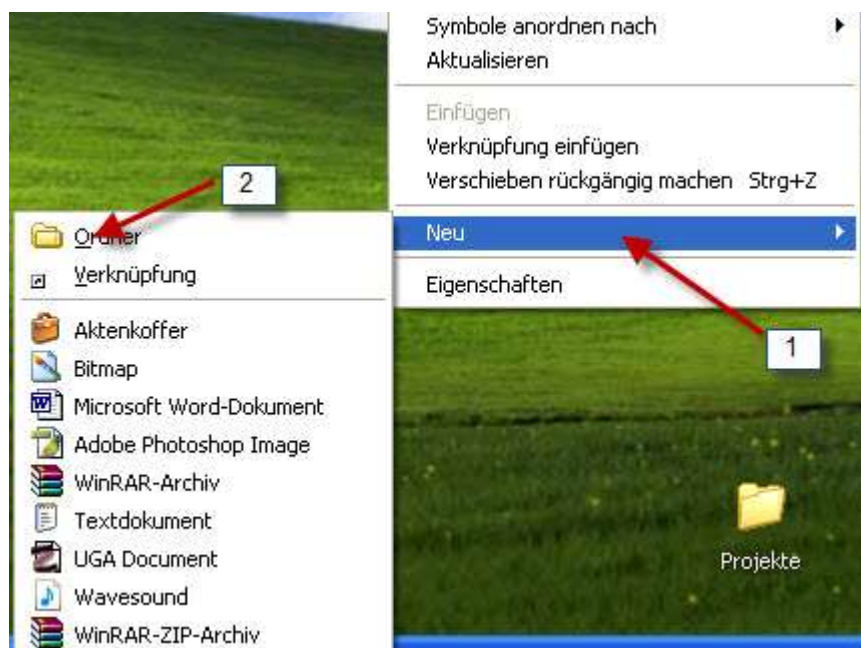 Symbole anordnen nach
Aktualisieren
Einfügen
Verknüpfung einfügen
Verschieben rückgängig machen Strg+Z
Neu
Eigenschaften
1
2
Ordner
Verknüpfung
Aktenkoffer
Bitmap
Microsoft Word-Dokument
Adobe Photoshop Image
WinRAR-Archiv
Textdokument
UGA Document
Wavesound
WinRAR-ZIP-Archiv
Projekte